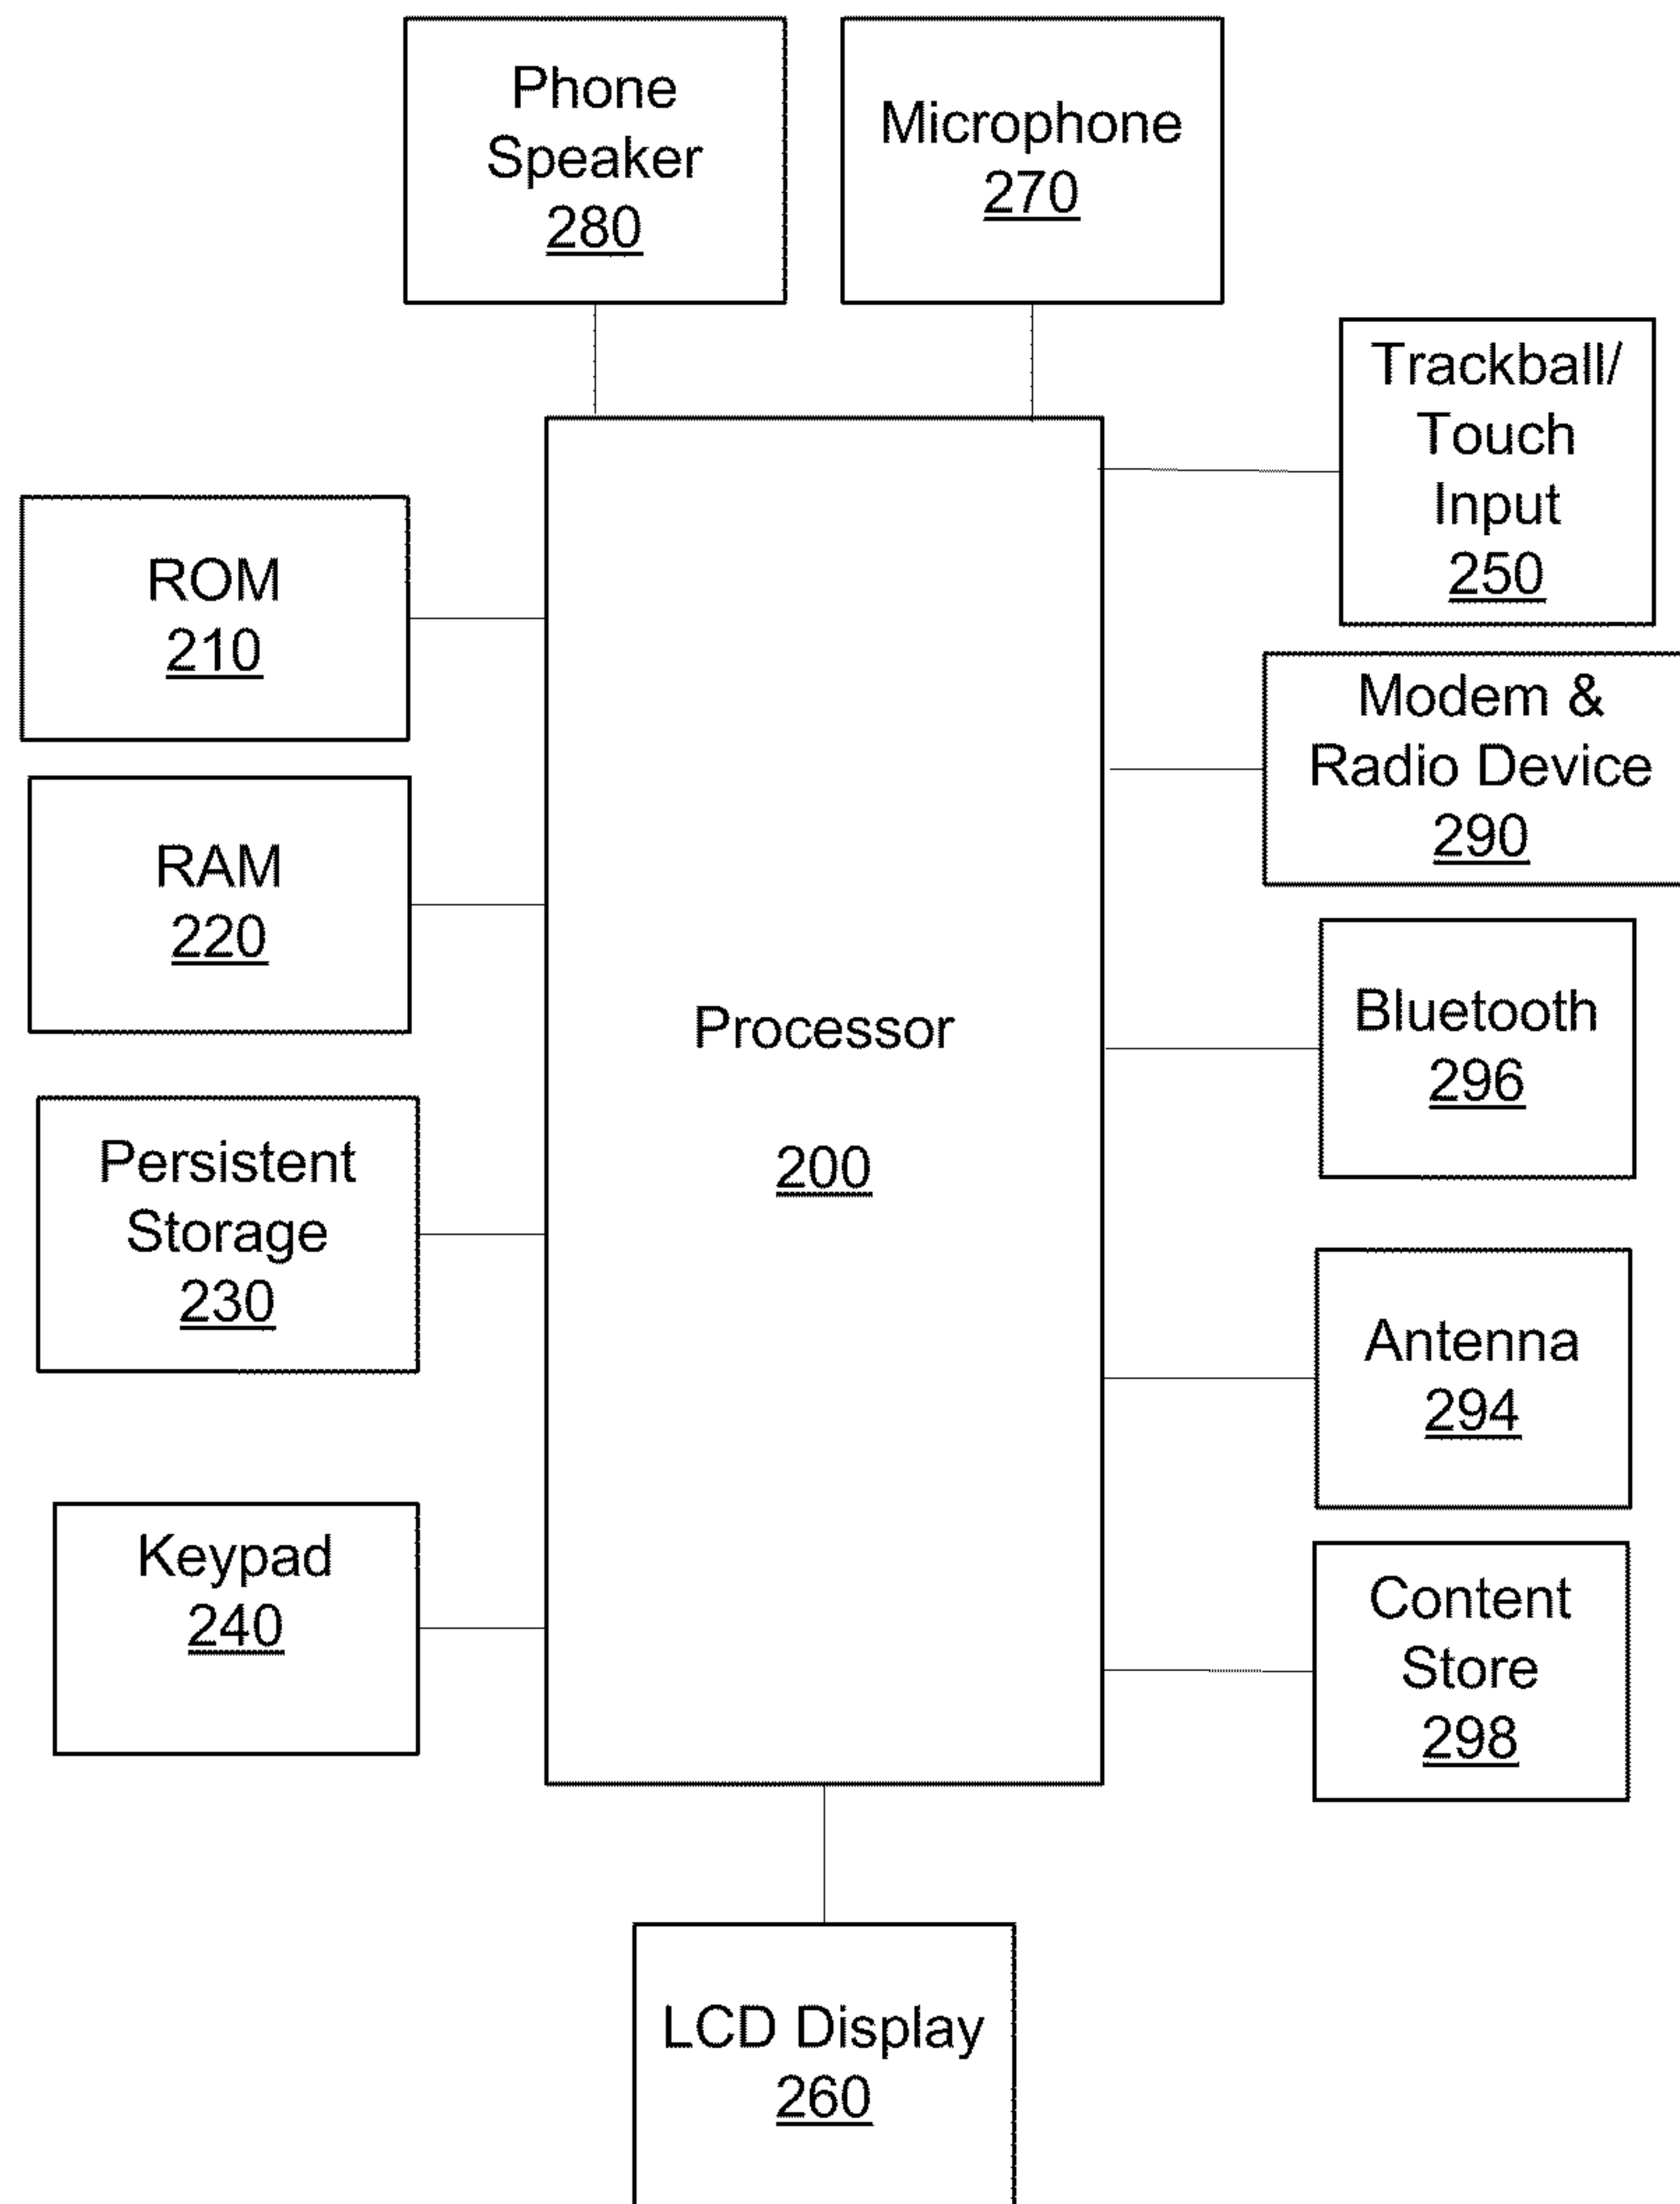 Phone
Speaker
280
Microphone
270
Trackball/
Touch
Input
250
ROM
210
Modem &
Radio Device
290
RAM
220
Bluetooth
296
Processor
200
Persistent
Storage
230
Antenna
294
Keypad
240
Content
Store
298
LCD Display
260